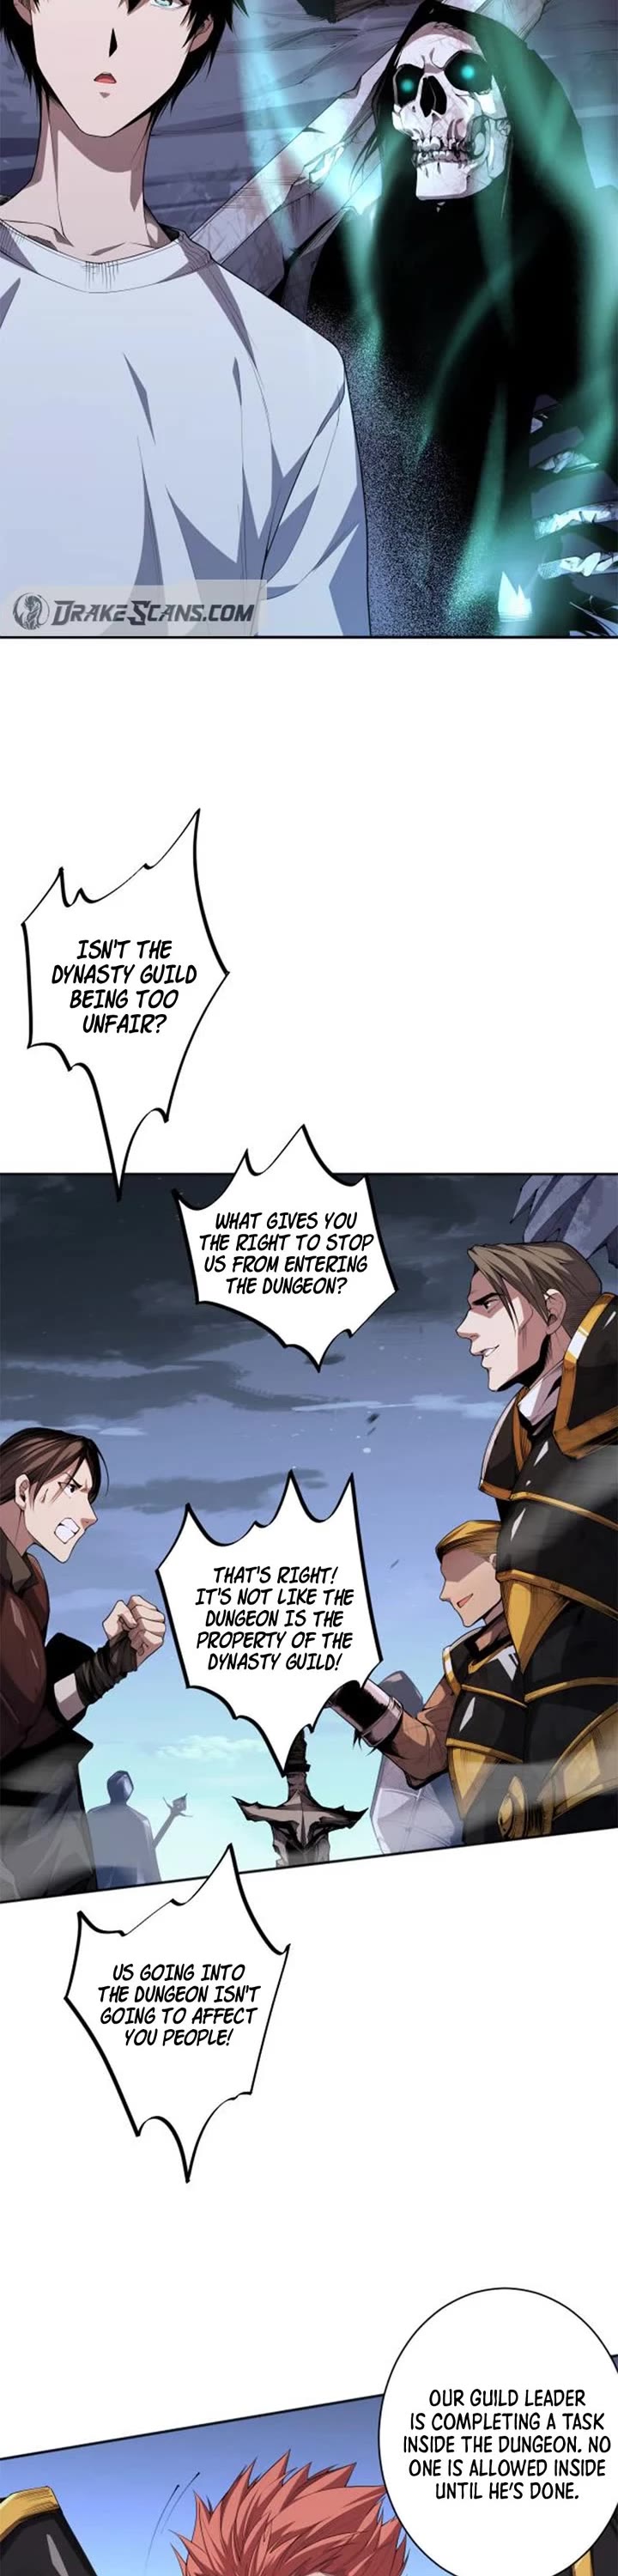 DRAKESCANS.COM
ISN'T THE
DYNASTY GUILD
BEING TOO
UNFAIR?
WHAT GIVES YOU
THE RIGHT TO STOP
US FROM ENTERING
THE DUNGEON?
THAT'S RIGHT!
IT'S NOT LIKE THE
DUNGEON IS THE
PROPERTY OF THE
DYNASTY GUILD!
US GOING INTO
THE DUNGEON ISN'T
GOING TO AFFECT
YOU PEOPLE!
OUR GUILD LEADER
IS COMPLETING A TASK
INSIDE THE DUNGEON. NO
ONE IS ALLOWED INSIDE
UNTIL HE'S DONE.